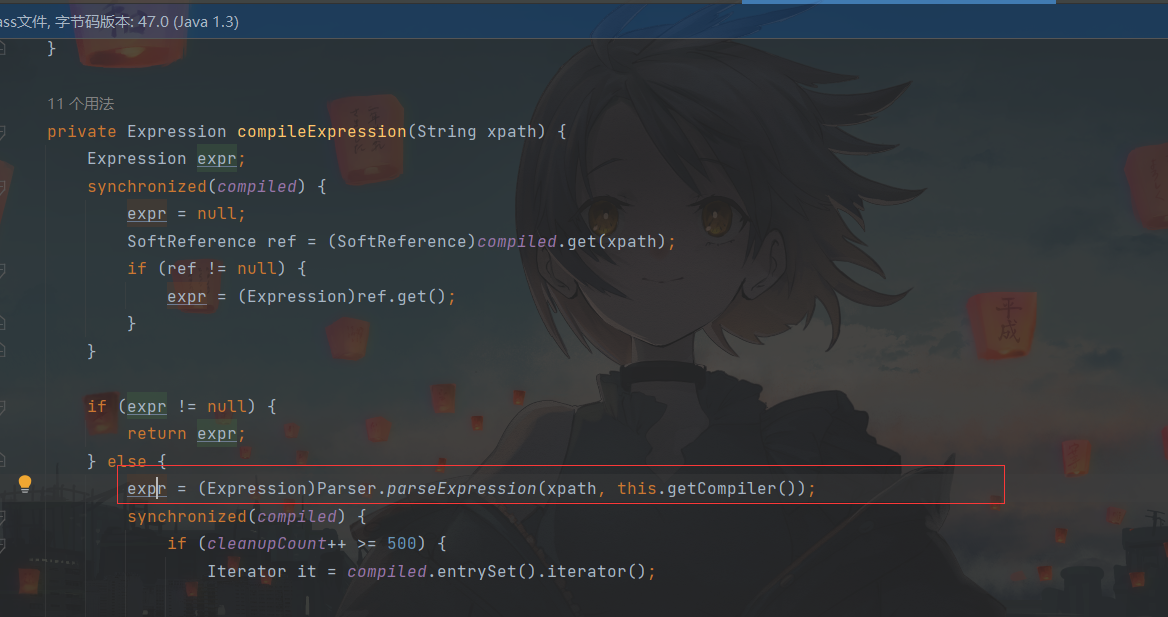 ass文件, 字节码版本: 47.0 (Java 1.3)
}
11 个用法
private Expression compileExpression(String xpath) {
Expression expr;
synchronized(compiled) {
expr = null;
SoftReference ref = (SoftReference)compiled.get(xpath);
if (ref != null) {
expr = (Expression)ref.get();
}
}
if (expr != null) {
return expr;
} else {
expr = (Expression)Parser.parseExpression(xpath, this.getCompiler());
synchronized(compiled) {
if (cleanupCount++ >= 500) {
Iterator it = compiled.entrySet().iterator();
平成